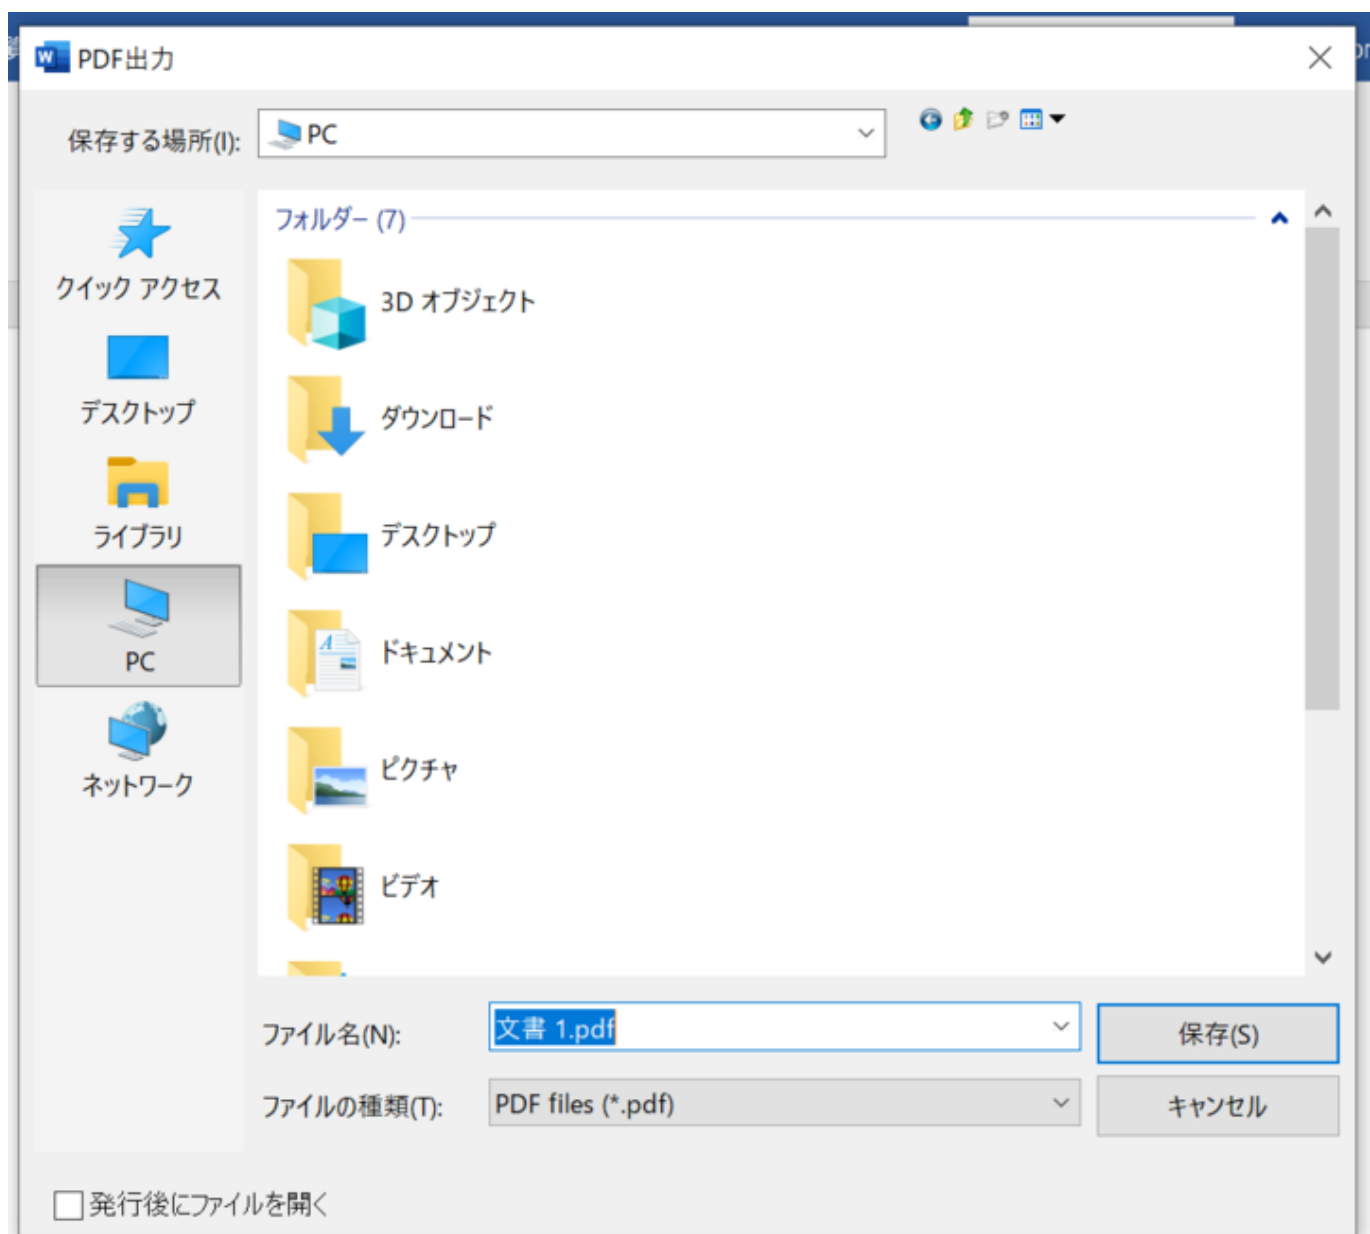 PDF出力
保存する場所(I):
PC
クイック アクセス
デスクトップ
ライブラリ
PC
ネットワーク
フォルダー (7)
3D オブジェクト
ダウンロード
デスクトップ
ドキュメント
ピクチャ
ビデオ
ファイル名(N):
文書 1.pdf
保存(S)
ファイルの種類(T):
PDF files (*.pdf)
キャンセル
発行後にファイルを開く